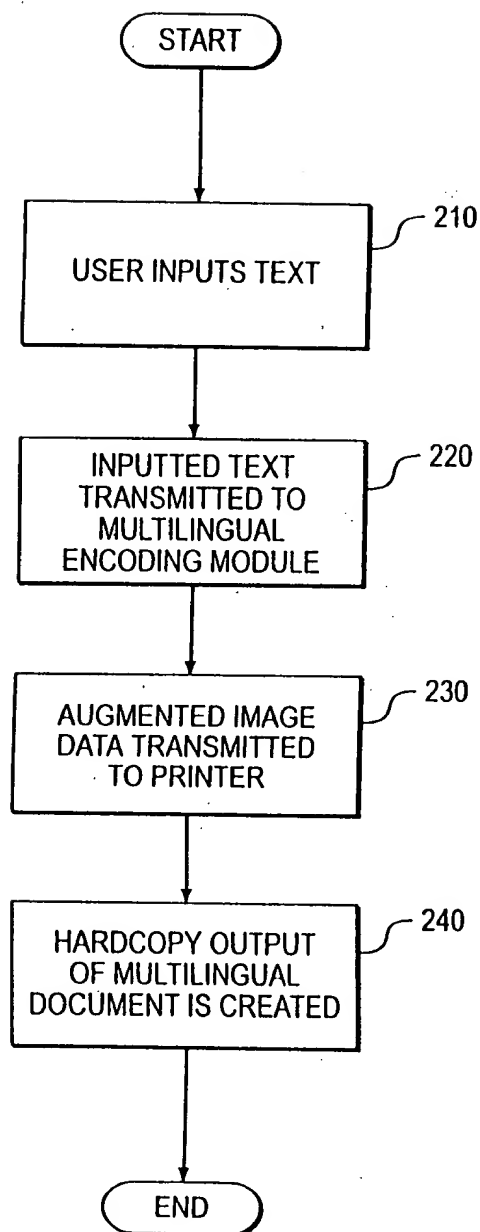 START
210
USER INPUTS TEXT
220
INPUTTED TEXT
TRANSMITTED TO
MULTILINGUAL
ENCODING MODULE
230
AUGMENTED IMAGE
DATA TRANSMITTED
TO PRINTER
240
HARDCOPY OUTPUT
OF MULTILINGUAL
DOCUMENT IS CREATED
END